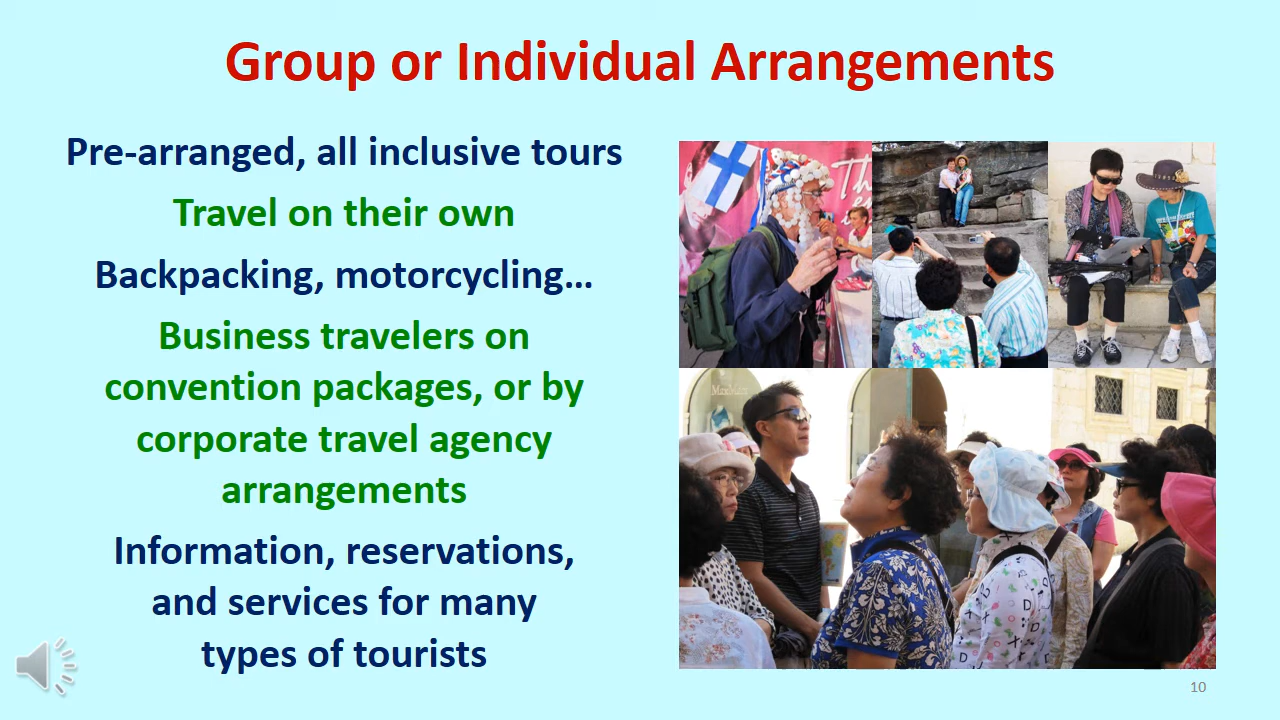 Group or Individual Arrangements
Pre-arranged, all inclusive tours
Travel on their own
Backpacking, motorcycling…
Business travelers on
convention packages, or by
corporate travel agency
arrangements
Information, reservations,
and services for many
types of tourists
10